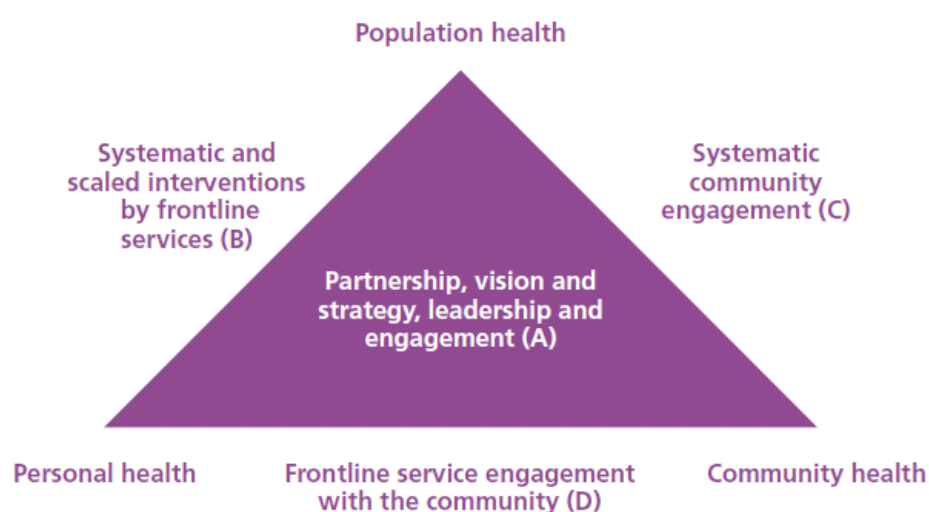 Population health
Systematic and
scaled interventions
by frontline
services (B)
Systematic
community
engagement (C)
Partnership, vision and
strategy, leadership and
engagement (A)
Personal health
Frontline service engagement
with the community (D)
Community health